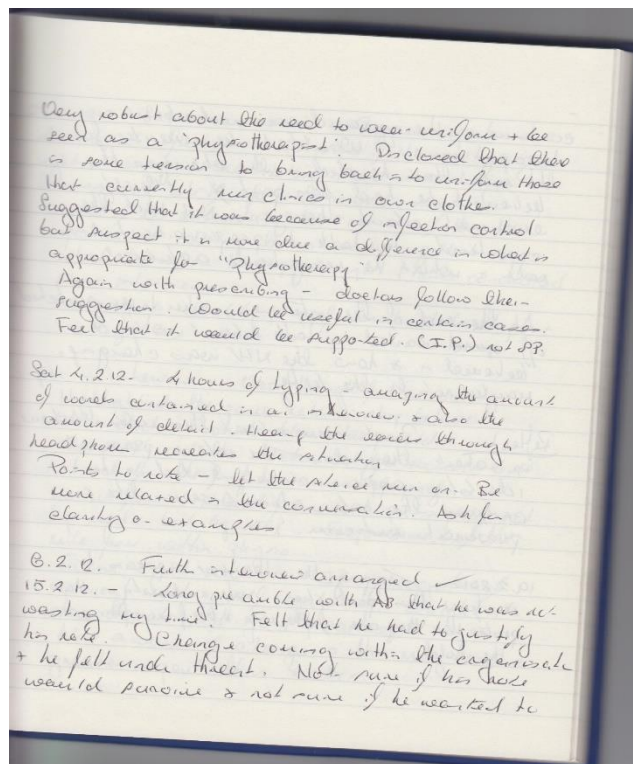 Very robust about the need to wear uniform + be
seen as a "physiotherapist". Disclosed that there
is some tension to bring back into uniform those
that currently run clinics in own clothes.
Suggested that it was because of infection control
but suspect it is more due a difference in what is
appropriate for "Physiotherapy"
Again with prescribing - doctors follow their
suggestion. Would be useful in certain cases.
Feel that it would be supported. (I.P.) not SP.
Sat 4.2.12. 4 hours of typing - amazing the amount
of words contained in an interview & also the
amount of detail. Hearing the voices through
headphones recreates the situation
Points to note - let the silence run on. Be
more relaxed in the conversation. Ask for
clarity or examples
6.2.12. Further interview arranged ✓
15.2.12. - Long preamble with AB that he was not
wasting my time. Felt that he had to justify
his role. Change coming within the organisation
+ he felt under threat. Not sure if his role
would survive & not sure if he wanted to